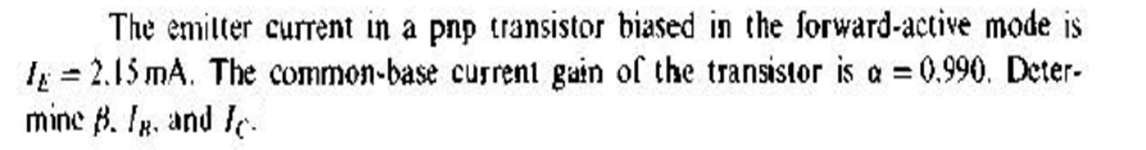 The emitter current in a pnp transistor biased in the forward-active mode is
I_E = 2.15 mA. The common-base current gain of the transistor is α = 0.990. Deter-
mine β, I_B, and I_C.